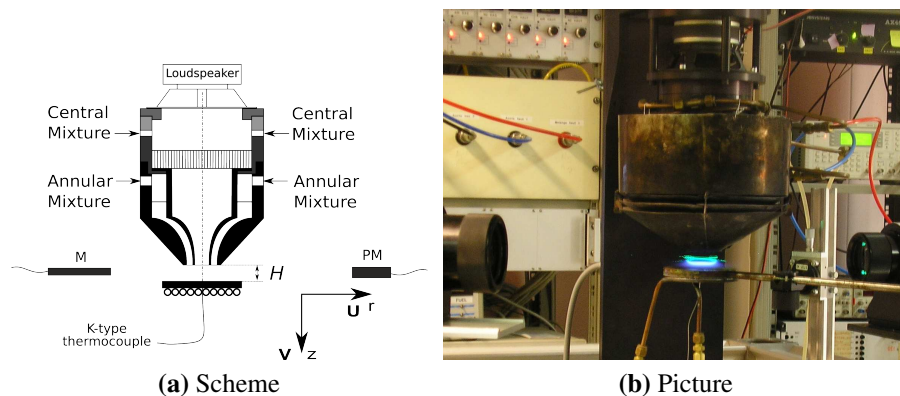 Loudspeaker
Central
Mixture
Central
Mixture
Annular
Mixture
Annular
Mixture
M
PM
H
U r
K-type
thermocouple
V z
(a) Scheme
(b) Picture